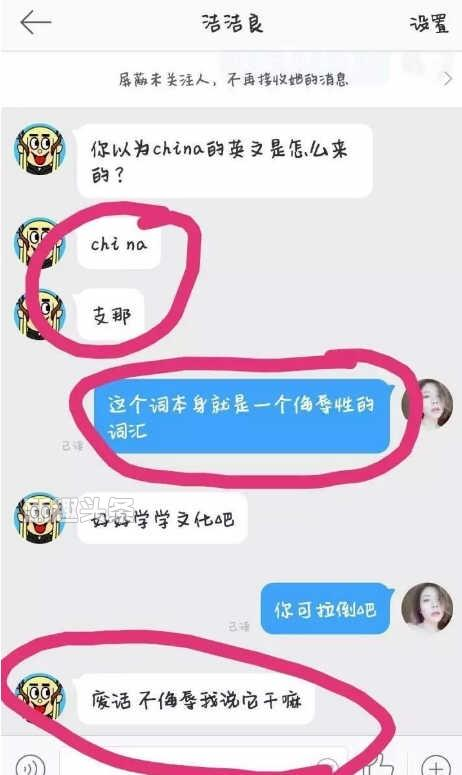 洁洁良
设置
屏蔽未关注人，不再接收她的消息
你以为china的英文是怎么来
的？
china
支那
这个词本身就是一个侮辱性的
词汇
已读
好好学学文化吧
趣头条
你可拉倒吧
已读
废话 不侮辱我说它干嘛